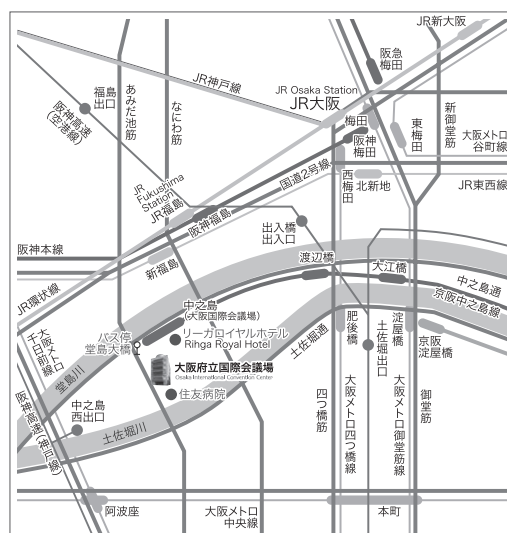 JR新大阪
阪急
梅田
JR神戸線
JR Osaka Station
JR大阪
福島
出口
あみだ池筋
なにわ筋
阪神高速
(空港線)
梅田
阪神
梅田
東梅田
新御堂筋
大阪メトロ
谷町線
国道2号線
西梅田
北新地
JR東西線
JR
Fukushima
Station
JR福島
阪神福島
出入橋
出入口
阪神本線
新福島
渡辺橋
大江橋
中之島通
京阪中之島線
JR環状線
中之島
(大阪国際会議場)
バス停
堂島大橋
リーガロイヤルホテル
Ringa Royal Hotel
土佐堀通
肥後橋
土佐堀出口
淀屋橋
京阪
淀屋橋
大阪メトロ
千日前線
大阪府立国際会議場
Osaka International Convention Center
堂島川
住友病院
阪神高速(神戸線)
中之島
西出口
土佐堀川
四つ橋筋
大阪メトロ四つ橋線
大阪メトロ御堂筋線
御堂筋
阿波座
大阪メトロ
中央線
本町